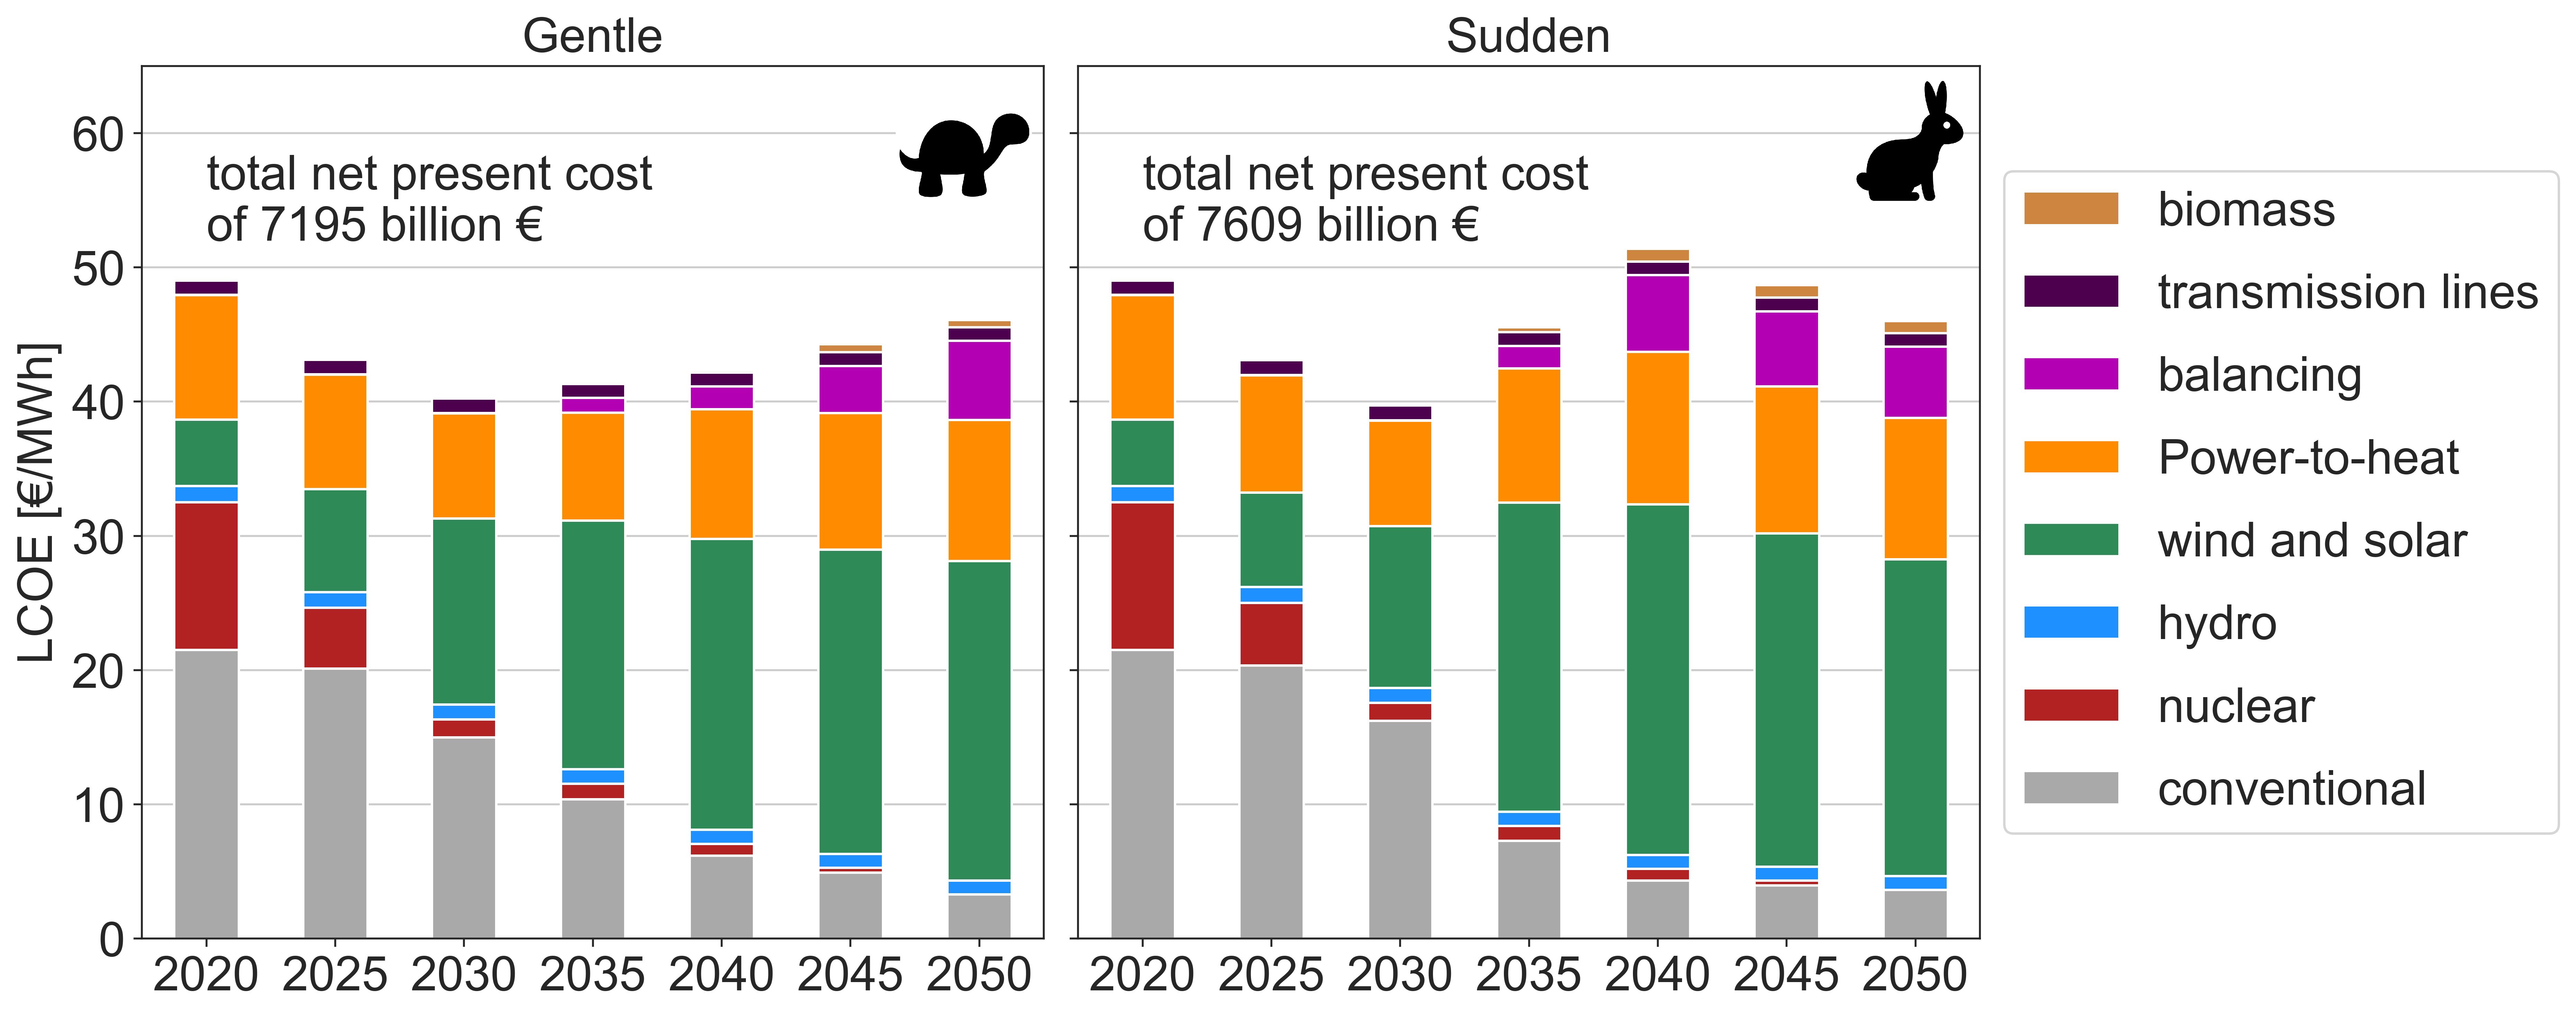 Gentle
Sudden
LCOE [€/MWh]
60
50
40
30
20
10
0
total net present cost
of 7195 billion €
total net present cost
of 7609 billion €
2020 2025 2030 2035 2040 2045 2050
2020 2025 2030 2035 2040 2045 2050
biomass
transmission lines
balancing
Power-to-heat
wind and solar
hydro
nuclear
conventional